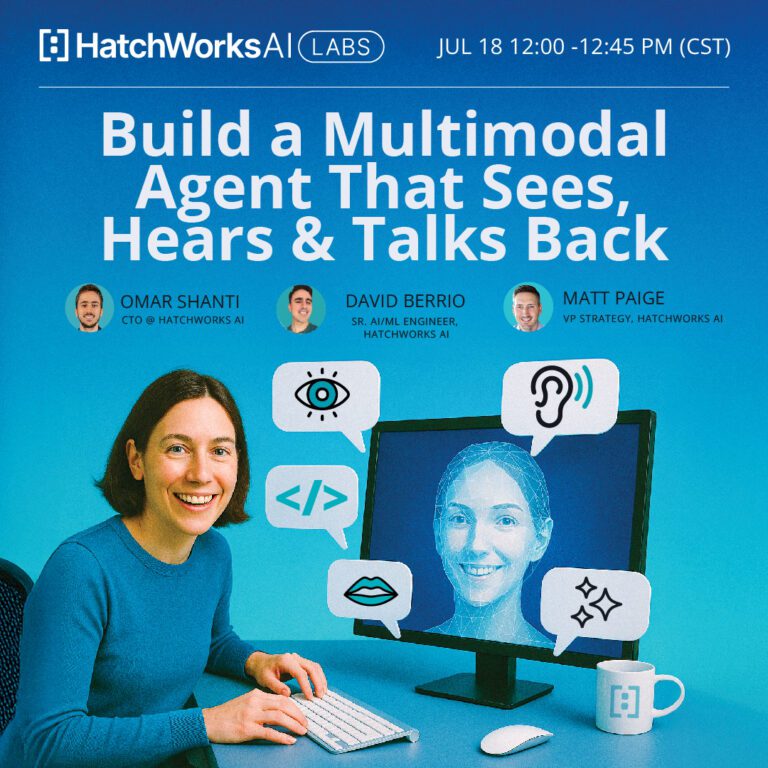 HatchWorksAI LABS
JUL 18 12:00 -12:45 PM (CST)
Build a Multimodal
Agent That Sees,
Hears & Talks Back
OMAR SHANTI
CTO @ HATCHWORKS AI
DAVID BERRIO
SR. AI/ML ENGINEER,
HATCHWORKS AI
MATT PAIGE
VP STRATEGY, HATCHWORKS AI
</>